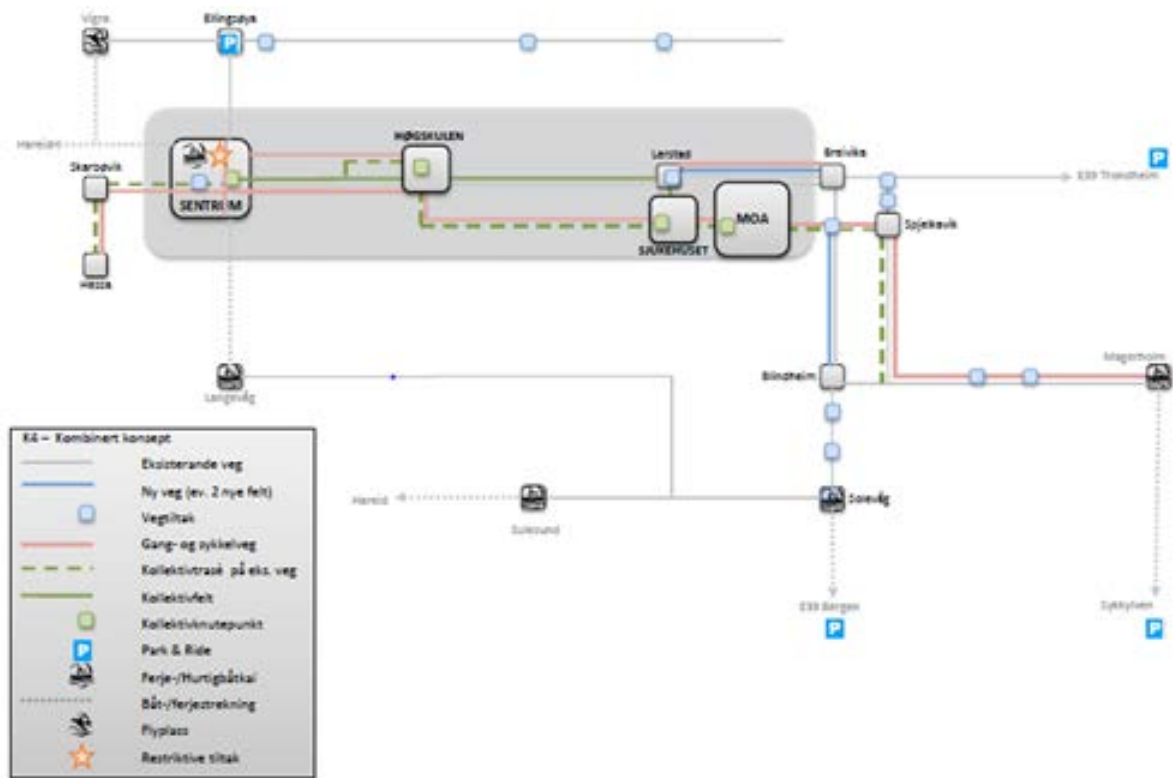 Vigra
Ellingsøya
Hareid
HØGSKULEN
Lerstad
Breivika
Skarbøvik
E39 Trondheim
SENTRUM
MOA
Spjelkavik
SJUKEHUSET
Hessa
Magerholm
Blindheim
Langevåg
K4 – Kombinert konsept
Eksisterande veg
Ny veg (ev. 2 nye felt)
Hareid
Solevåg
Vegtiltak
Sulesund
Gang- og sykkelveg
Kollektivtrasè på eks. veg
Kollektivfelt
E39 Bergen
Sykkylven
Kollektivknutepunkt
P
Park & Ride
Ferje-/Hurtigbåtkai
Båt-/ferjestrekning
Flyplass
Restriktive tiltak